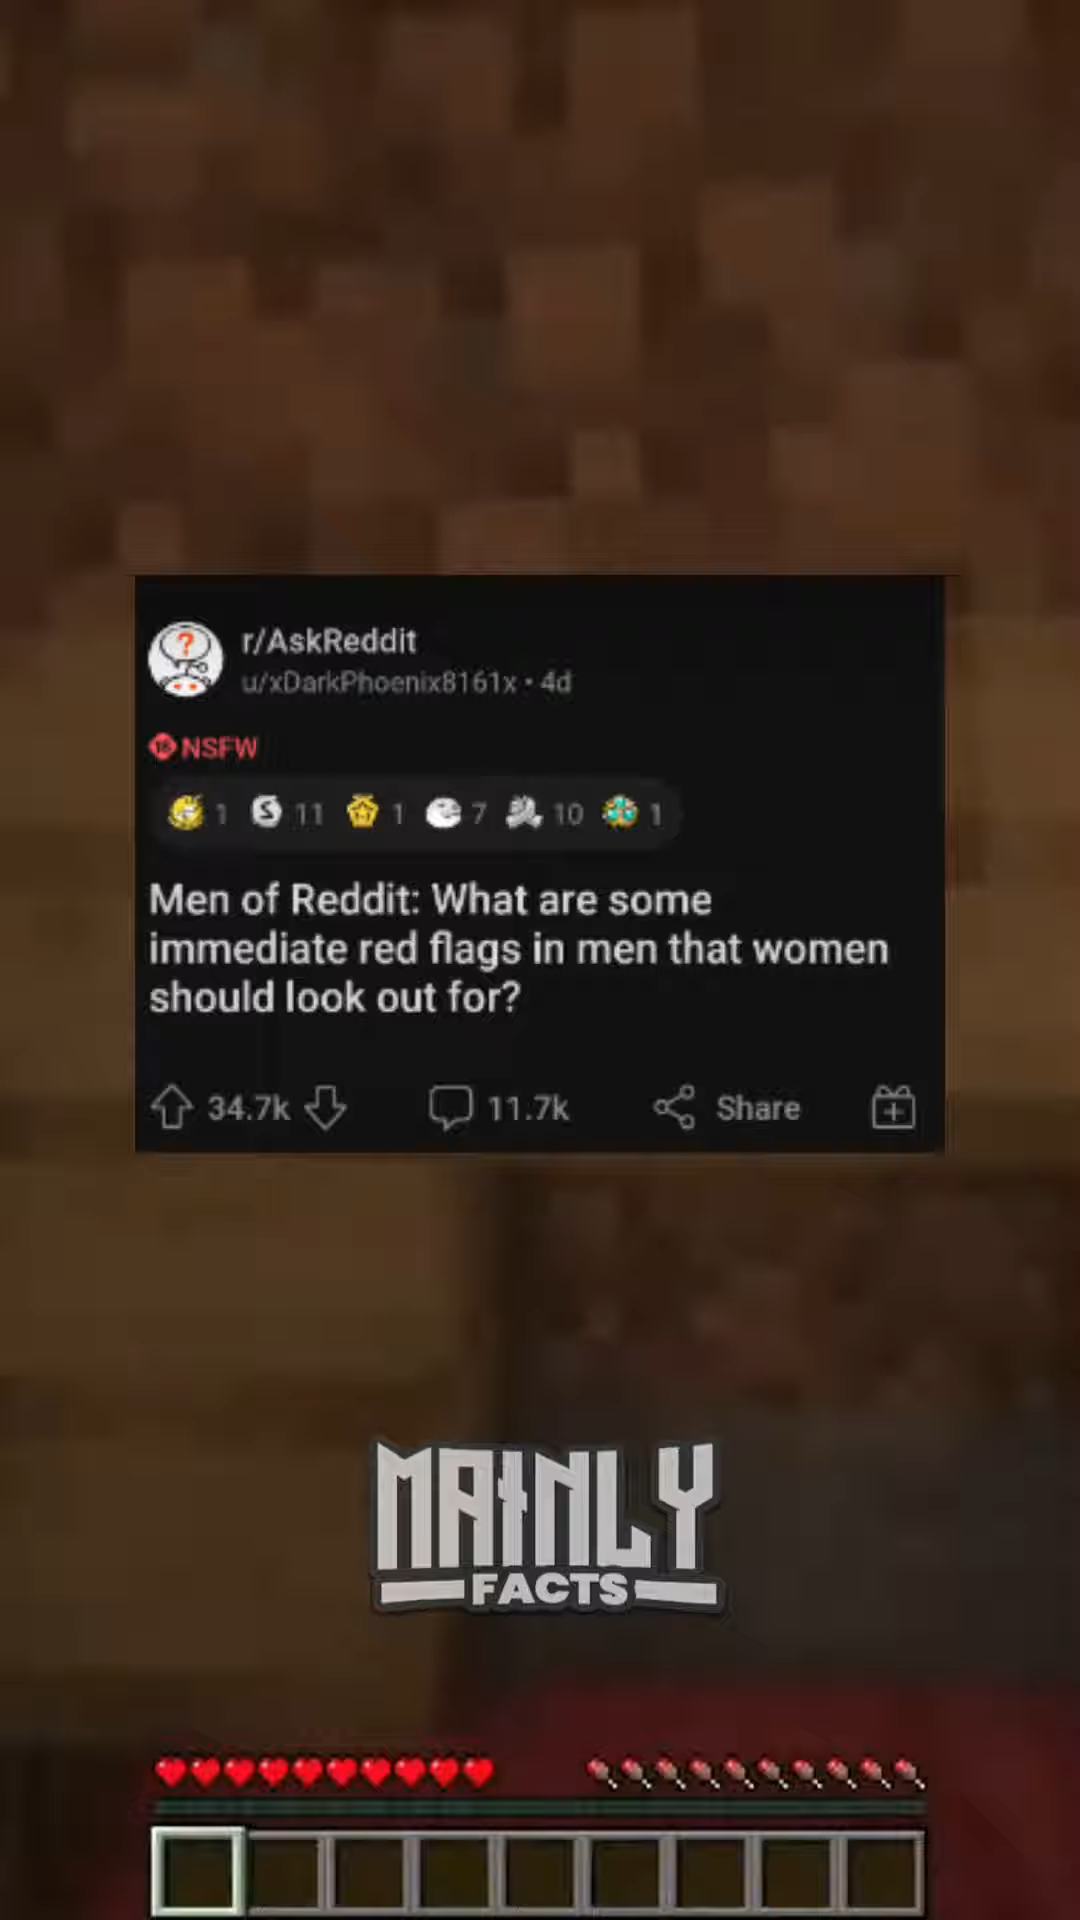 r/AskReddit
u/xDarkPhoenix8161x • 4d
18 NSFW
1 S 11 1 7 10 1
Men of Reddit: What are some
immediate red flags in men that women
should look out for?
34.7k 11.7k Share
MAINLY
FACTS